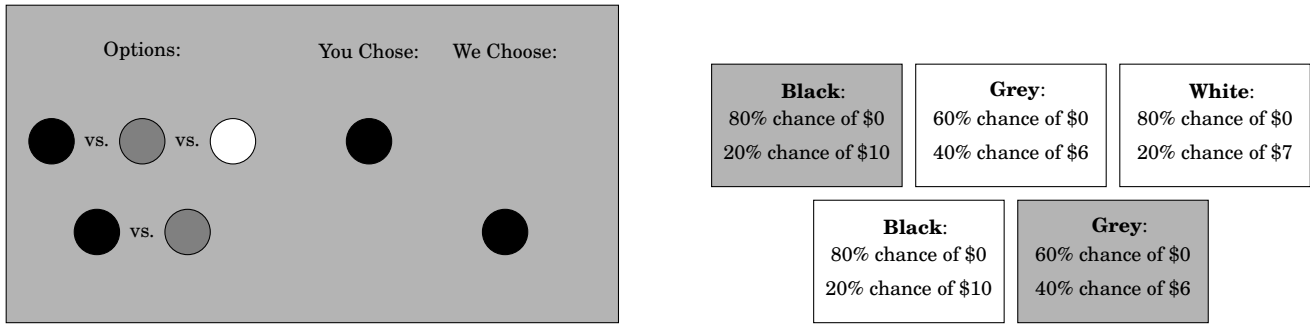 Options:
You Chose:
We Choose:
vs.
vs.
vs.
Black:
80% chance of $0
20% chance of $10
Grey:
60% chance of $0
40% chance of $6
White:
80% chance of $0
20% chance of $7
Black:
80% chance of $0
20% chance of $10
Grey:
60% chance of $0
40% chance of $6